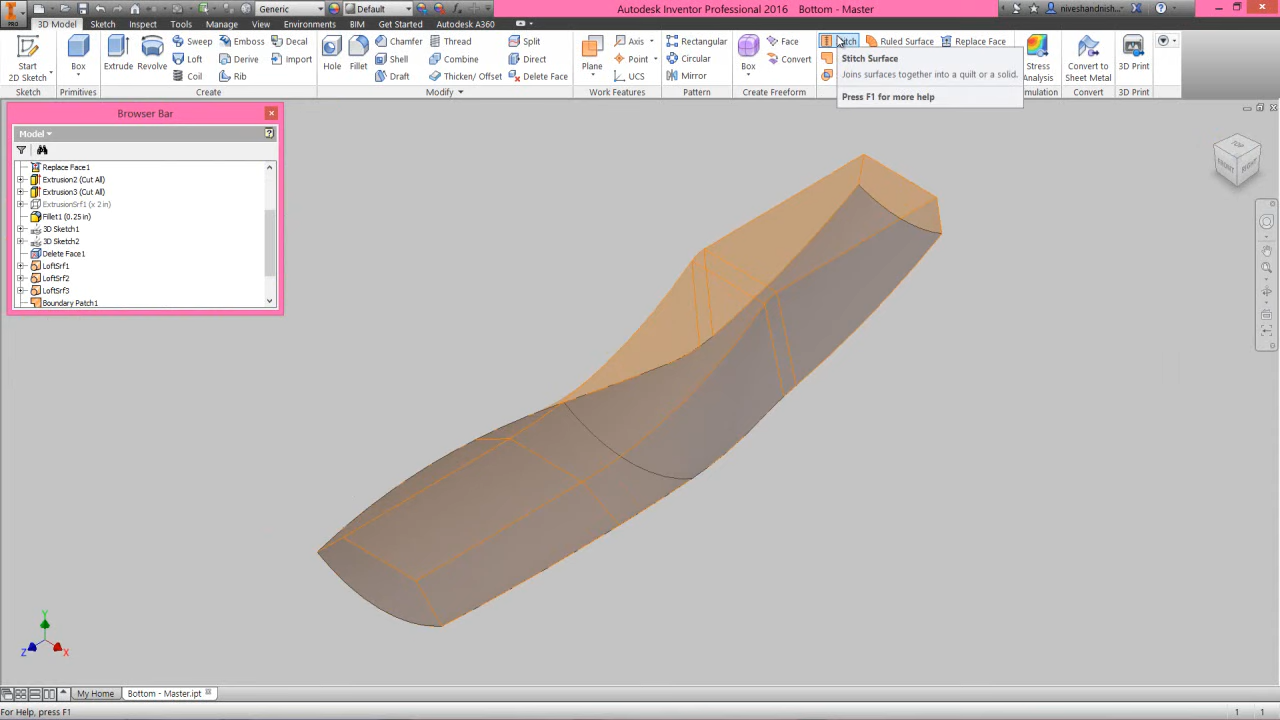 Generic
Default
Autodesk Inventor Professional 2016 Bottom - Master
niveshandnish...
PRO
3D Model
Sketch
Inspect
Tools
Manage
View
Environments
BIM
Get Started
Autodesk A360
Start
2D Sketch
Sketch
Box
Primitives
Extrude
Revolve
Sweep
Loft
Coil
Emboss
Derive
Rib
Decal
Import
Create
Hole
Fillet
Chamfer
Shell
Draft
Thread
Combine
Thicken/ Offset
Split
Direct
Delete Face
Modify
Plane
Axis
Point
UCS
Work Features
Rectangular
Circular
Mirror
Pattern
Box
Face
Convert
Create Freeform
Ruled Surface
Replace Face
Stitch Surface
Joins surfaces together into a quilt or a solid.
Press F1 for more help
Stress
Analysis
Convert to
Sheet Metal
Convert
3D Print
3D Print
Browser Bar
Model
Replace Face1
Extrusion2 (Cut All)
Extrusion3 (Cut All)
ExtrusionSrf1 (x 2 in)
Fillet1 (0.25 in)
3D Sketch1
3D Sketch2
Delete Face1
LoftSrf1
LoftSrf2
LoftSrf3
Boundary Patch1
TOP
FRONT
RIGHT
Y
Z
X
My Home
Bottom - Master.ipt
For Help, press F1
1
1